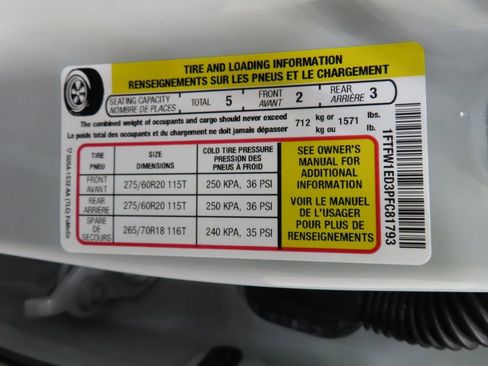 TIRE AND LOADING INFORMATION
RENSEIGNEMENTS SUR LES PNEUS ET LE CHARGEMENT
SEATING CAPACITY
NOMBRE DE PLACES
TOTAL 5
FRONT
AVANT 2
REAR
ARRIÈRE 3
The combined weight of occupants and cargo should never exceed
Le poids total des occupants et du chargement ne doit jamais dépasser
712 kg or 1571 lbs.
kg ou lb.
TIRE
PNEU
SIZE
DIMENSIONS
COLD TIRE PRESSURE
PRESSION DES
PNEUS À FROID
FRONT
AVANT
275/60R20 115T
250 KPA, 36 PSI
REAR
ARRIÈRE
275/60R20 115T
250 KPA, 36 PSI
SPARE
DE
SECOURS
265/70R18 116T
240 KPA, 35 PSI
SEE OWNER'S
MANUAL FOR
ADDITIONAL
INFORMATION
VOIR LE MANUEL
DE L'USAGER
POUR PLUS DE
RENSEIGNEMENTS
1FTFW1ED3PFC81793